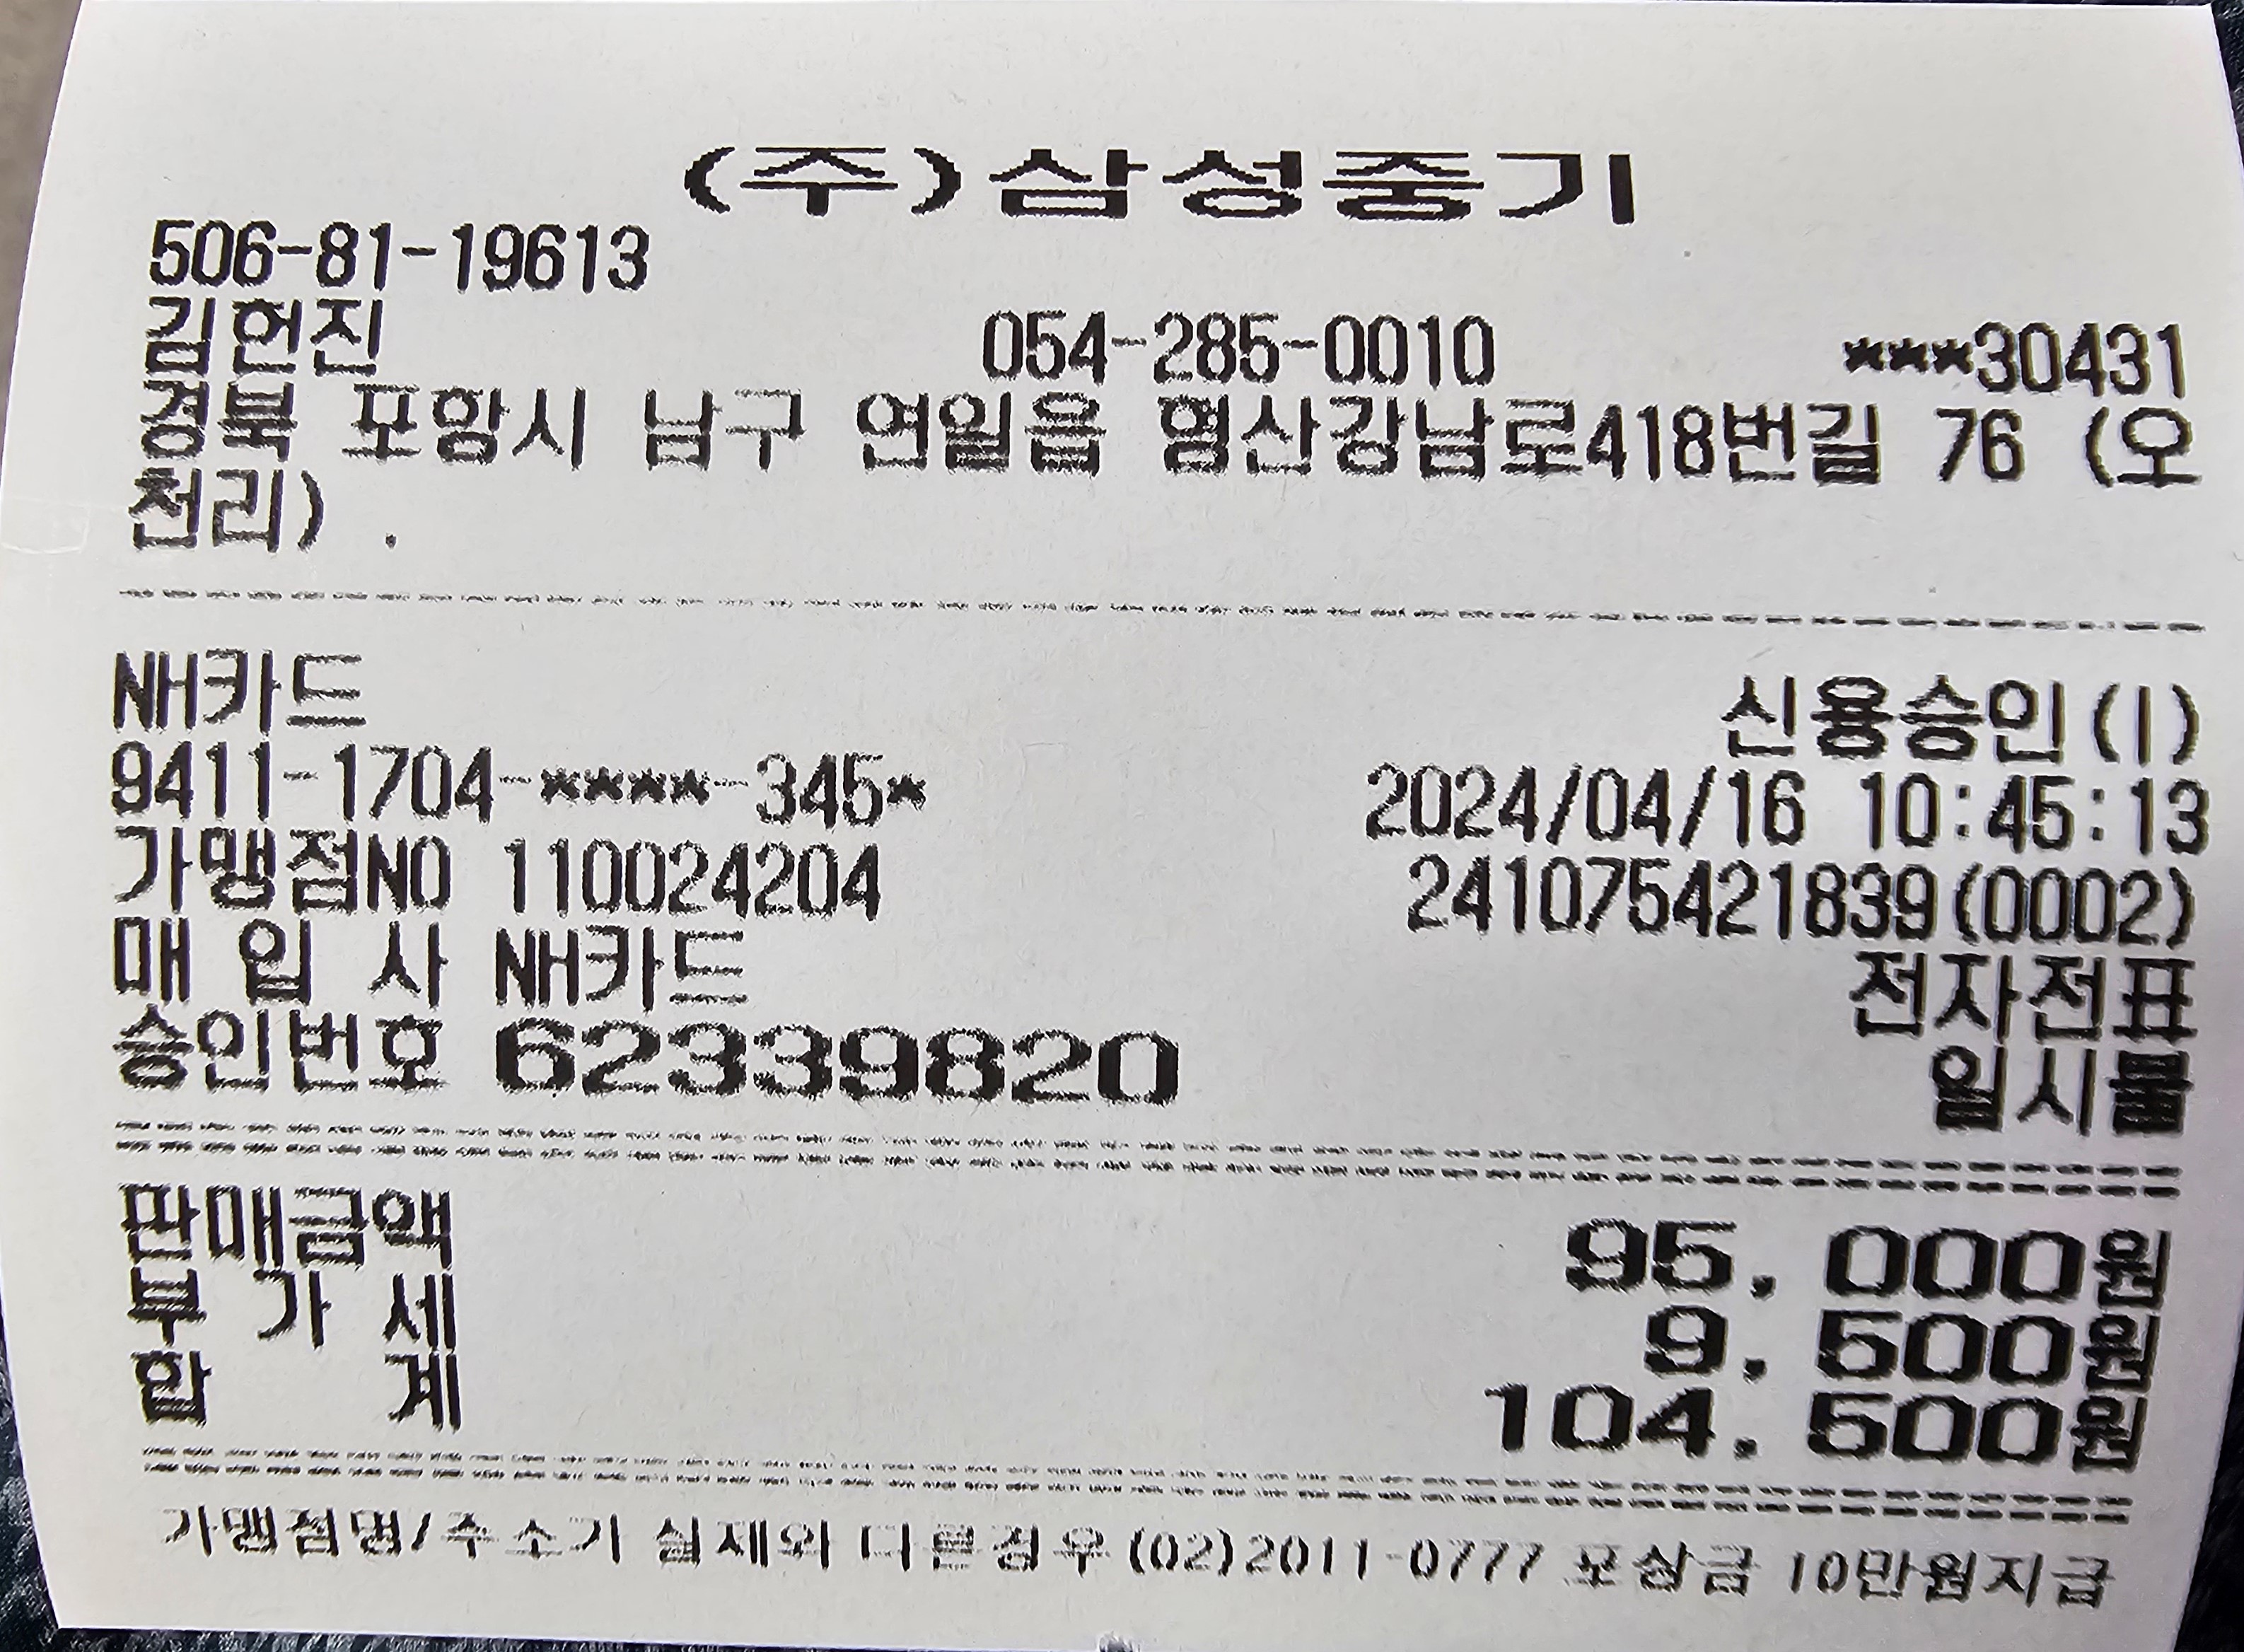 (주)삼성중기
506-81-19613
김헌진 054-285-0010 ***30431
경북 포항시 남구 연일읍 형산강남로418번길 76 (오
천리) .
NH카드 신용승인(I)
9411-1704-****-345* 2024/04/16 10:45:13
가맹점NO 110024204 241075421839(0002)
매 입 사 NH카드 전자전표
승인번호 62339820 일시불
판매금액 95,000원
부 가 세 9,500원
합 계 104,500원
가맹점명/주소가 실제와 다른경우(02)2011-0777 포상금 10만원지급